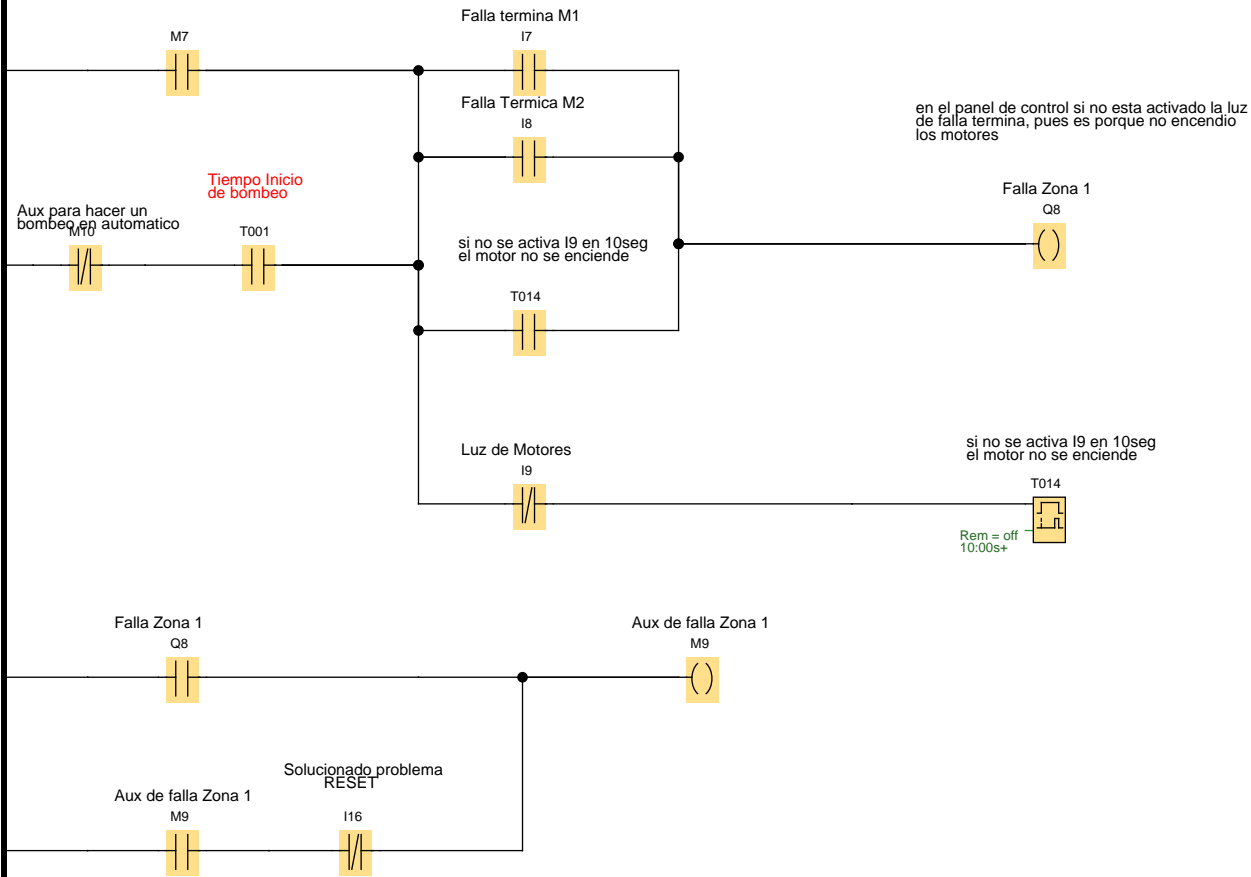 Falla termina M1
M7
I7
Falla Termica M2
I8
en el panel de control si no esta activado la luz
de falla termina, pues es porque no encendio
los motores
Tiempo Inicio
de bombeo
Falla Zona 1
Q8
Aux para hacer un
bombeo en automatico
M10
T001
si no se activa I9 en 10seg
el motor no se enciende
T014
Luz de Motores
I9
si no se activa I9 en 10seg
el motor no se enciende
T014
Rem = off
10:00s+
Falla Zona 1
Q8
Aux de falla Zona 1
M9
Solucionado problema
RESET
Aux de falla Zona 1
M9
I16